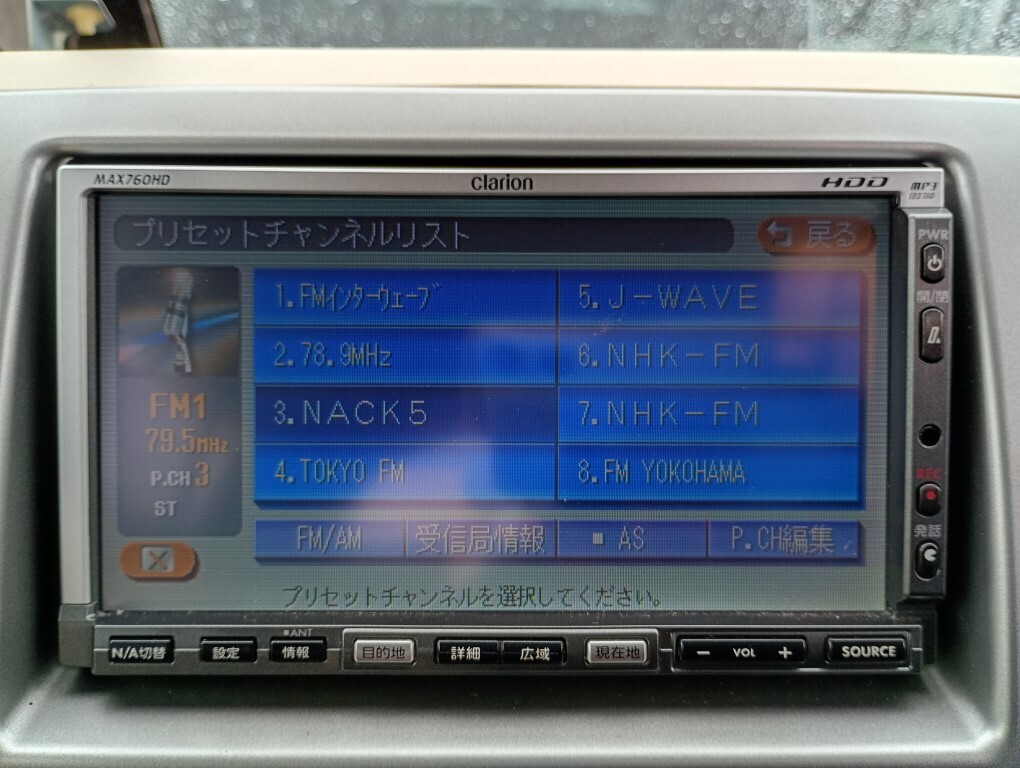 MAX760HD
clarion
HDD
MP3
プリセットチャンネルリスト
戻る
PWR
開/閉
1.FMインターウェーブ
5.J-WAVE
2.78.9MHz
6.NHK-FM
3.NACK5
7.NHK-FM
4.TOKYO FM
8.FM YOKOHAMA
FM1
79.5MHz
P.CH 3
ST
REC
発話
FM/AM
受信局情報
AS
P.CH編集
プリセットチャンネルを選択してください。
ANT
N/A切替
設定
情報
目的地
詳細
広域
現在地
− VOL +
SOURCE